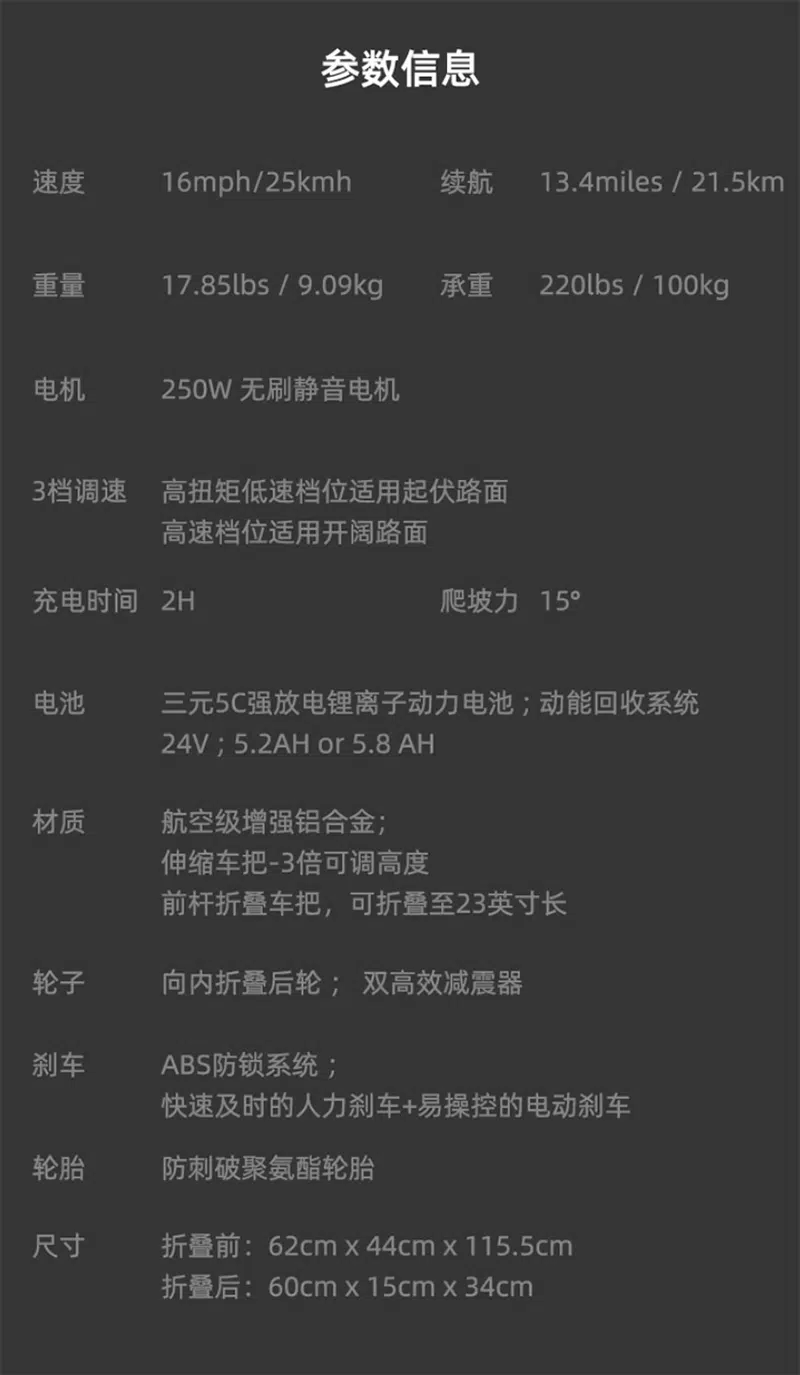 参数信息
速度 16mph/25kmh 续航 13.4miles / 21.5km
重量 17.85lbs / 9.09kg 承重 220lbs / 100kg
电机 250W 无刷静音电机
3档调速 高扭矩低速档位适用起伏路面
高速档位适用开阔路面
充电时间 2H 爬坡力 15°
电池 三元5C强放电锂离子动力电池；动能回收系统
24V；5.2AH or 5.8 AH
材质 航空级增强铝合金；
伸缩车把-3倍可调高度
前杆折叠车把，可折叠至23英寸长
轮子 向内折叠后轮； 双高效减震器
刹车 ABS防锁系统；
快速及时的人力刹车+易操控的电动刹车
轮胎 防刺破聚氨酯轮胎
尺寸 折叠前：62cm x 44cm x 115.5cm
折叠后：60cm x 15cm x 34cm